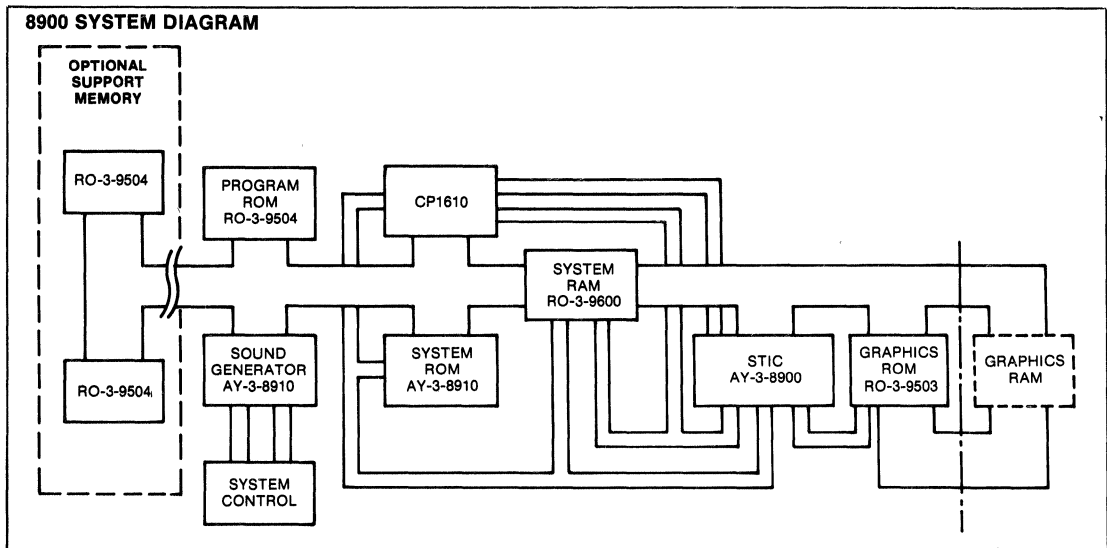 8900 SYSTEM DIAGRAM
OPTIONAL
SUPPORT
MEMORY
RO-3-9504
PROGRAM
ROM
RO-3-9504
CP1610
SYSTEM
RAM
RO-3-9600
RO-3-9504
SOUND
GENERATOR
AY-3-8910
SYSTEM
ROM
AY-3-8910
STIC
AY-3-8900
GRAPHICS
ROM
RO-3-9503
GRAPHICS
RAM
SYSTEM
CONTROL